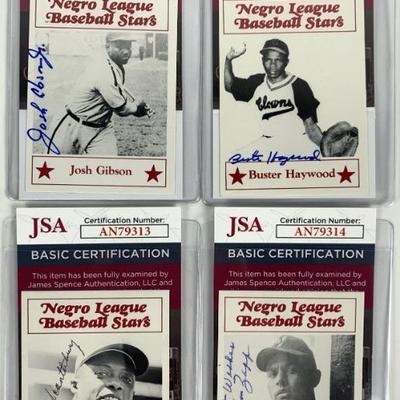 Negro League
Baseball Stars
Josh Gibson
Negro League
Baseball Stars
Clowns
Buster Haywood
JSA
Certification Number:
AN79313
BASIC CERTIFICATION
This item has been fully examined by
James Spence Authentication, LLC and
Negro League
Baseball Stars
JSA
Certification Number:
AN79314
BASIC CERTIFICATION
This item has been fully examined by
James Spence Authentication, LLC and
Negro League
Baseball Stars
Wishes